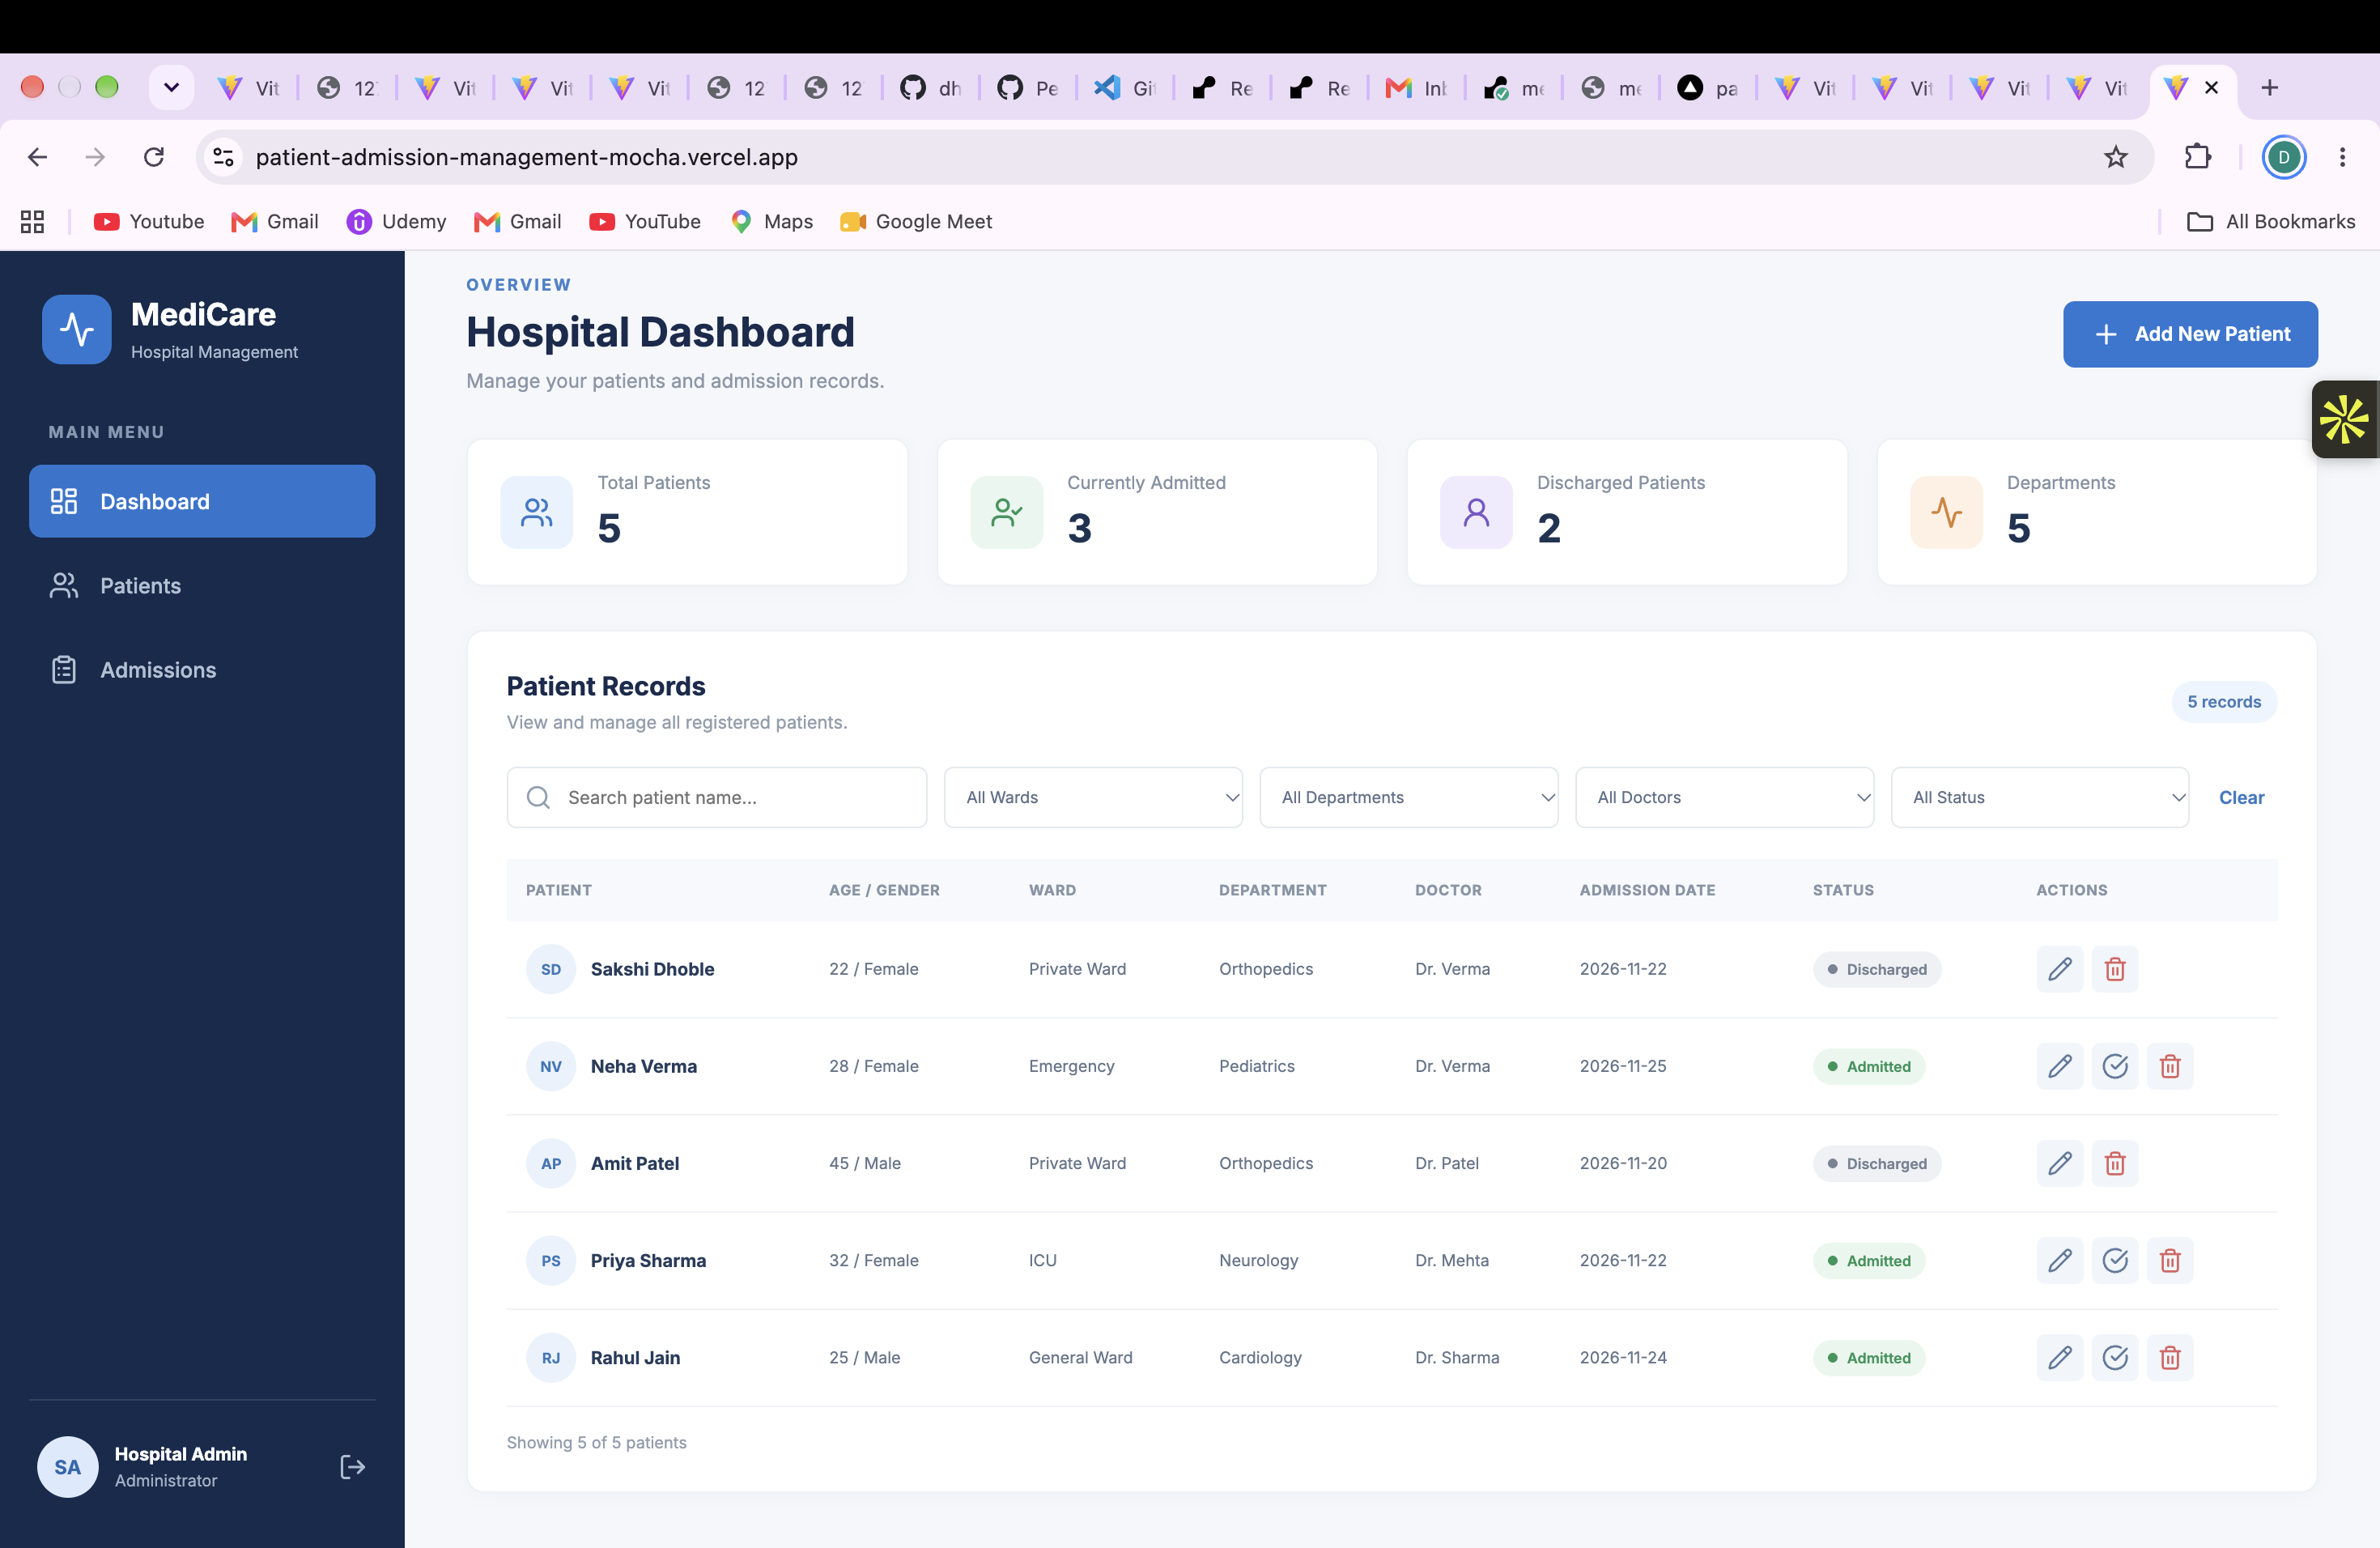 Vit
127
Vit
Vit
Vit
12
12
dh
Pe
Git
Re
Re
Inb
me
me
pa
Vit
Vit
Vit
Vit
patient-admission-management-mocha.vercel.app
D
Youtube
Gmail
Udemy
Gmail
YouTube
Maps
Google Meet
All Bookmarks
MediCare
Hospital Management
MAIN MENU
Dashboard
Patients
Admissions
SA
Hospital Admin
Administrator
OVERVIEW
Hospital Dashboard
Manage your patients and admission records.
Add New Patient
Total Patients
5
Currently Admitted
3
Discharged Patients
2
Departments
5
Patient Records
View and manage all registered patients.
5 records
Search patient name...
All Wards
All Departments
All Doctors
All Status
Clear
PATIENT AGE / GENDER WARD DEPARTMENT DOCTOR ADMISSION DATE STATUS ACTIONS
SD Sakshi Dhoble 22 / Female Private Ward Orthopedics Dr. Verma 2026-11-22 Discharged
NV Neha Verma 28 / Female Emergency Pediatrics Dr. Verma 2026-11-25 Admitted
AP Amit Patel 45 / Male Private Ward Orthopedics Dr. Patel 2026-11-20 Discharged
PS Priya Sharma 32 / Female ICU Neurology Dr. Mehta 2026-11-22 Admitted
RJ Rahul Jain 25 / Male General Ward Cardiology Dr. Sharma 2026-11-24 Admitted
Showing 5 of 5 patients